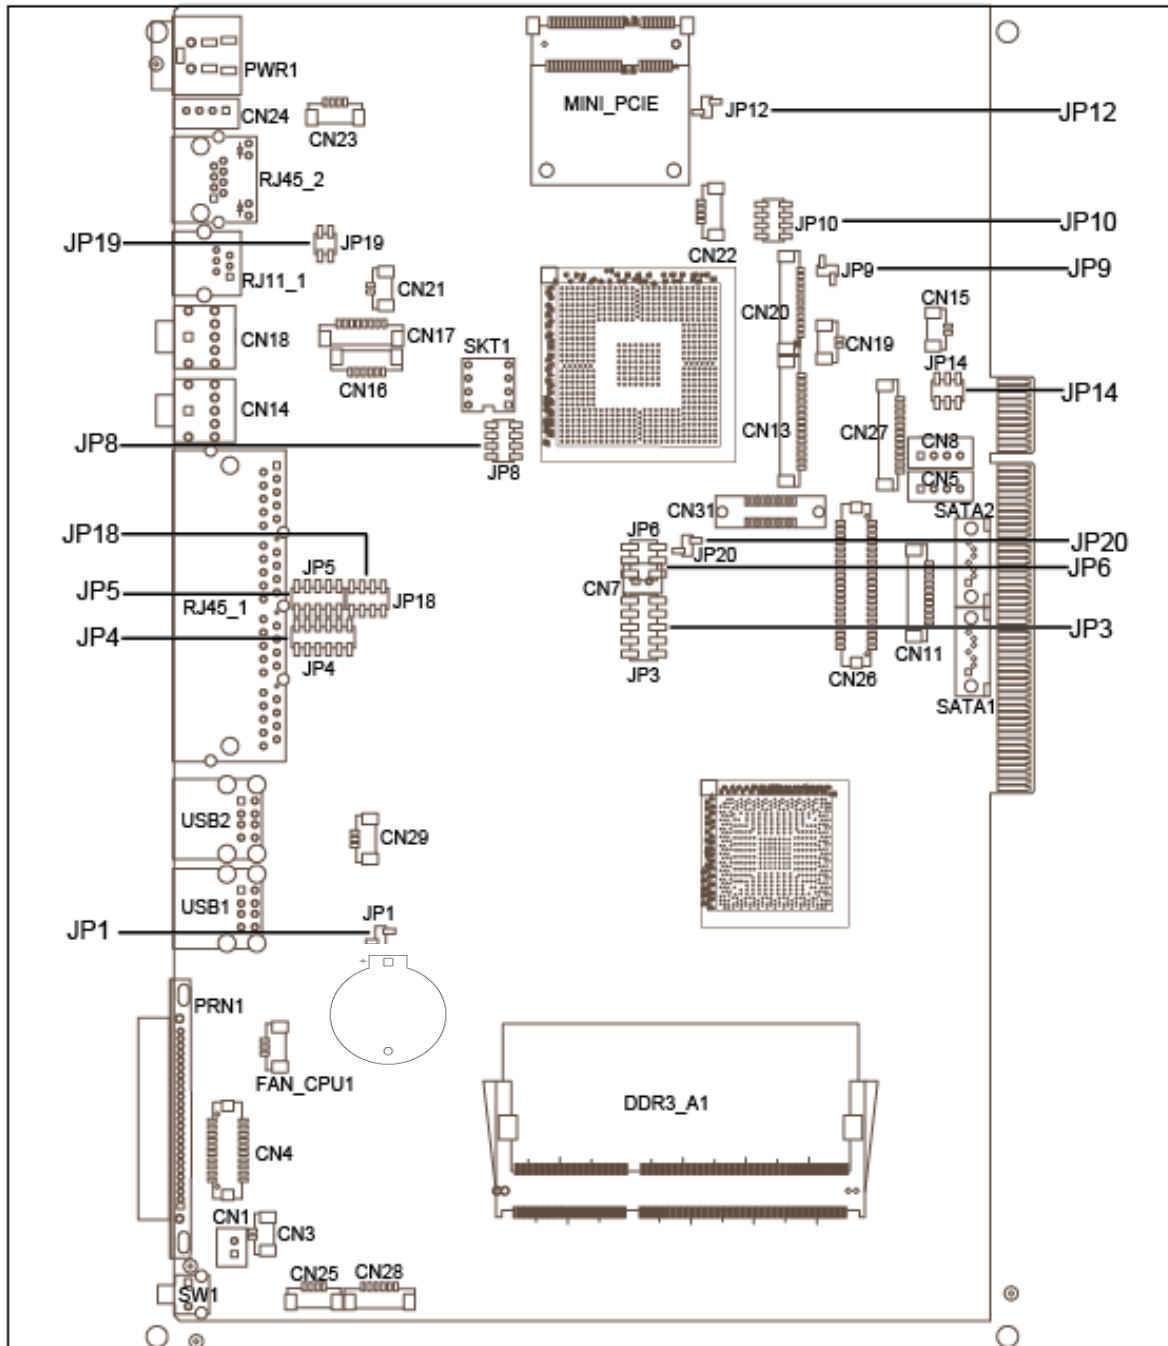 PWR1
MINI_PCIE
CN24
CN23
JP12
JP12
RJ45_2
JP19
JP19
CN22
JP10
JP10
RJ11_1
CN21
JP9
JP9
CN20
CN15
CN18
CN17
SKT1
CN19
JP14
CN16
JP14
CN14
JP8
JP8
CN13
CN27
CN8
CN5
CN31
SATA2
JP18
JP6
JP20
JP20
JP5
JP5
CN7
JP6
RJ45_1
JP18
JP4
JP4
JP3
JP3
CN26
CN11
SATA1
USB2
CN29
USB1
JP1
JP1
PRN1
FAN_CPU1
DDR3_A1
CN4
CN1
CN3
CN25
CN28
SW1